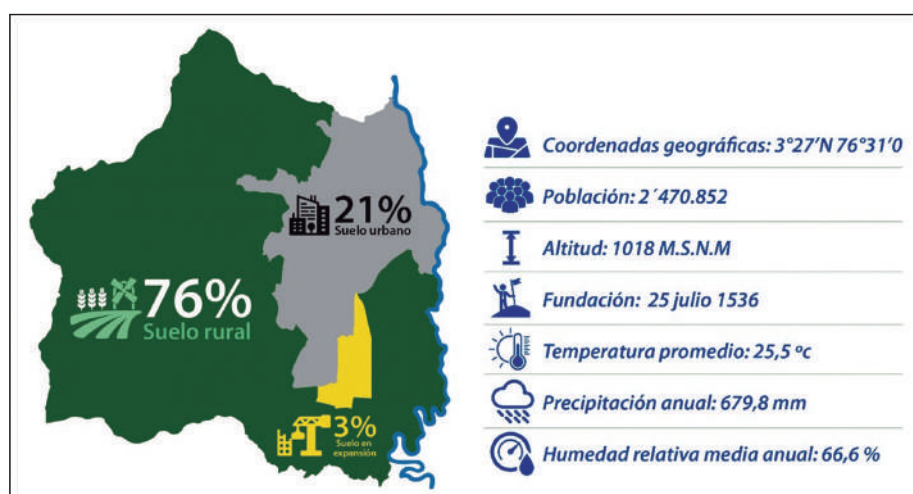 21%
Suelo urbano
76%
Suelo rural
3%
Suelo en
expansión
Coordenadas geográficas: 3°27'N 76°31'0
Población: 2´470.852
Altitud: 1018 M.S.N.M
Fundación: 25 julio 1536
Temperatura promedio: 25,5 ºc
Precipitación anual: 679,8 mm
Humedad relativa media anual: 66,6 %